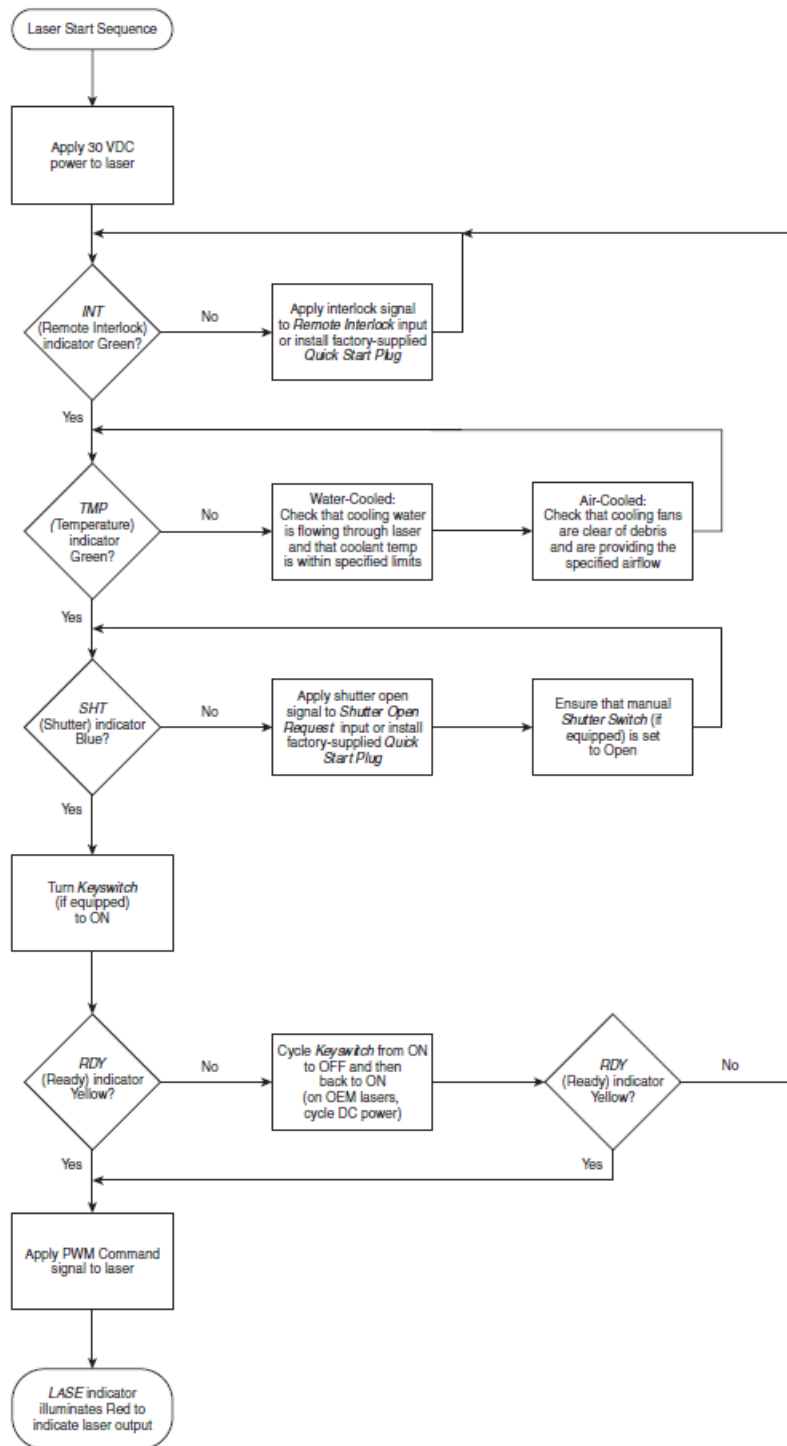 Laser Start Sequence
Apply 30 VDC
power to laser
INT
(Remote Interlock)
indicator Green?
No
Apply interlock signal
to Remote Interlock input
or install factory-supplied
Quick Start Plug
Yes
TMP
(Temperature)
indicator
Green?
No
Water-Cooled:
Check that cooling water
is flowing through laser
and that coolant temp
is within specified limits
Air-Cooled:
Check that cooling fans
are clear of debris
and are providing the
specified airflow
Yes
SHT
(Shutter) indicator
Blue?
No
Apply shutter open
signal to Shutter Open
Request input or install
factory-supplied Quick
Start Plug
Ensure that manual
Shutter Switch (if
equipped) is set
to Open
Yes
Turn Keyswitch
(if equipped)
to ON
RDY
(Ready) indicator
Yellow?
No
Cycle Keyswitch from ON
to OFF and then
back to ON
(on OEM lasers,
cycle DC power)
RDY
(Ready) indicator
Yellow?
No
Yes
Yes
Apply PWM Command
signal to laser
LASE indicator
illuminates Red to
indicate laser output